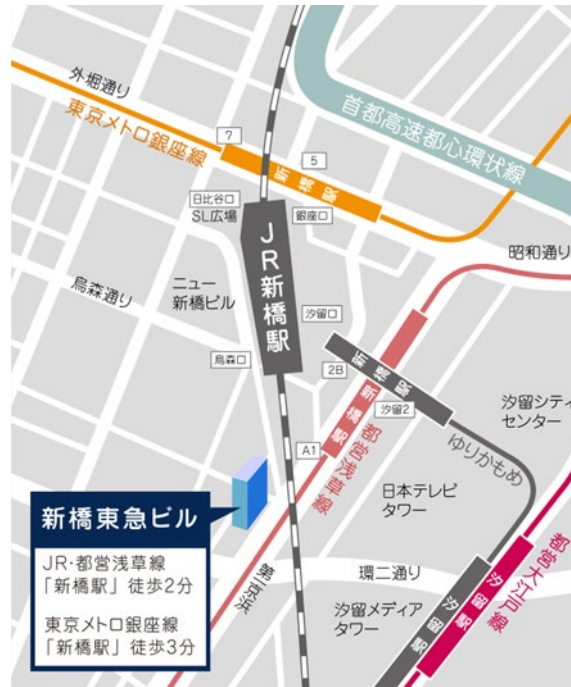 外堀通り
東京メトロ銀座線
7
5
新橋駅
首都高速都心環状線
日比谷口
SL広場
銀座口
JR新橋駅
昭和通り
烏森通り
ニュー
新橋ビル
汐留口
烏森口
2B
新橋駅
汐留2
新橋駅
A1
都営浅草線
汐留シティ
センター
ゆりかもめ
日本テレビ
タワー
新橋東急ビル
JR・都営浅草線
「新橋駅」徒歩2分
東京メトロ銀座線
「新橋駅」徒歩3分
第一京浜
環二通り
都営大江戸線
汐留メディア
タワー
汐留駅
汐留駅